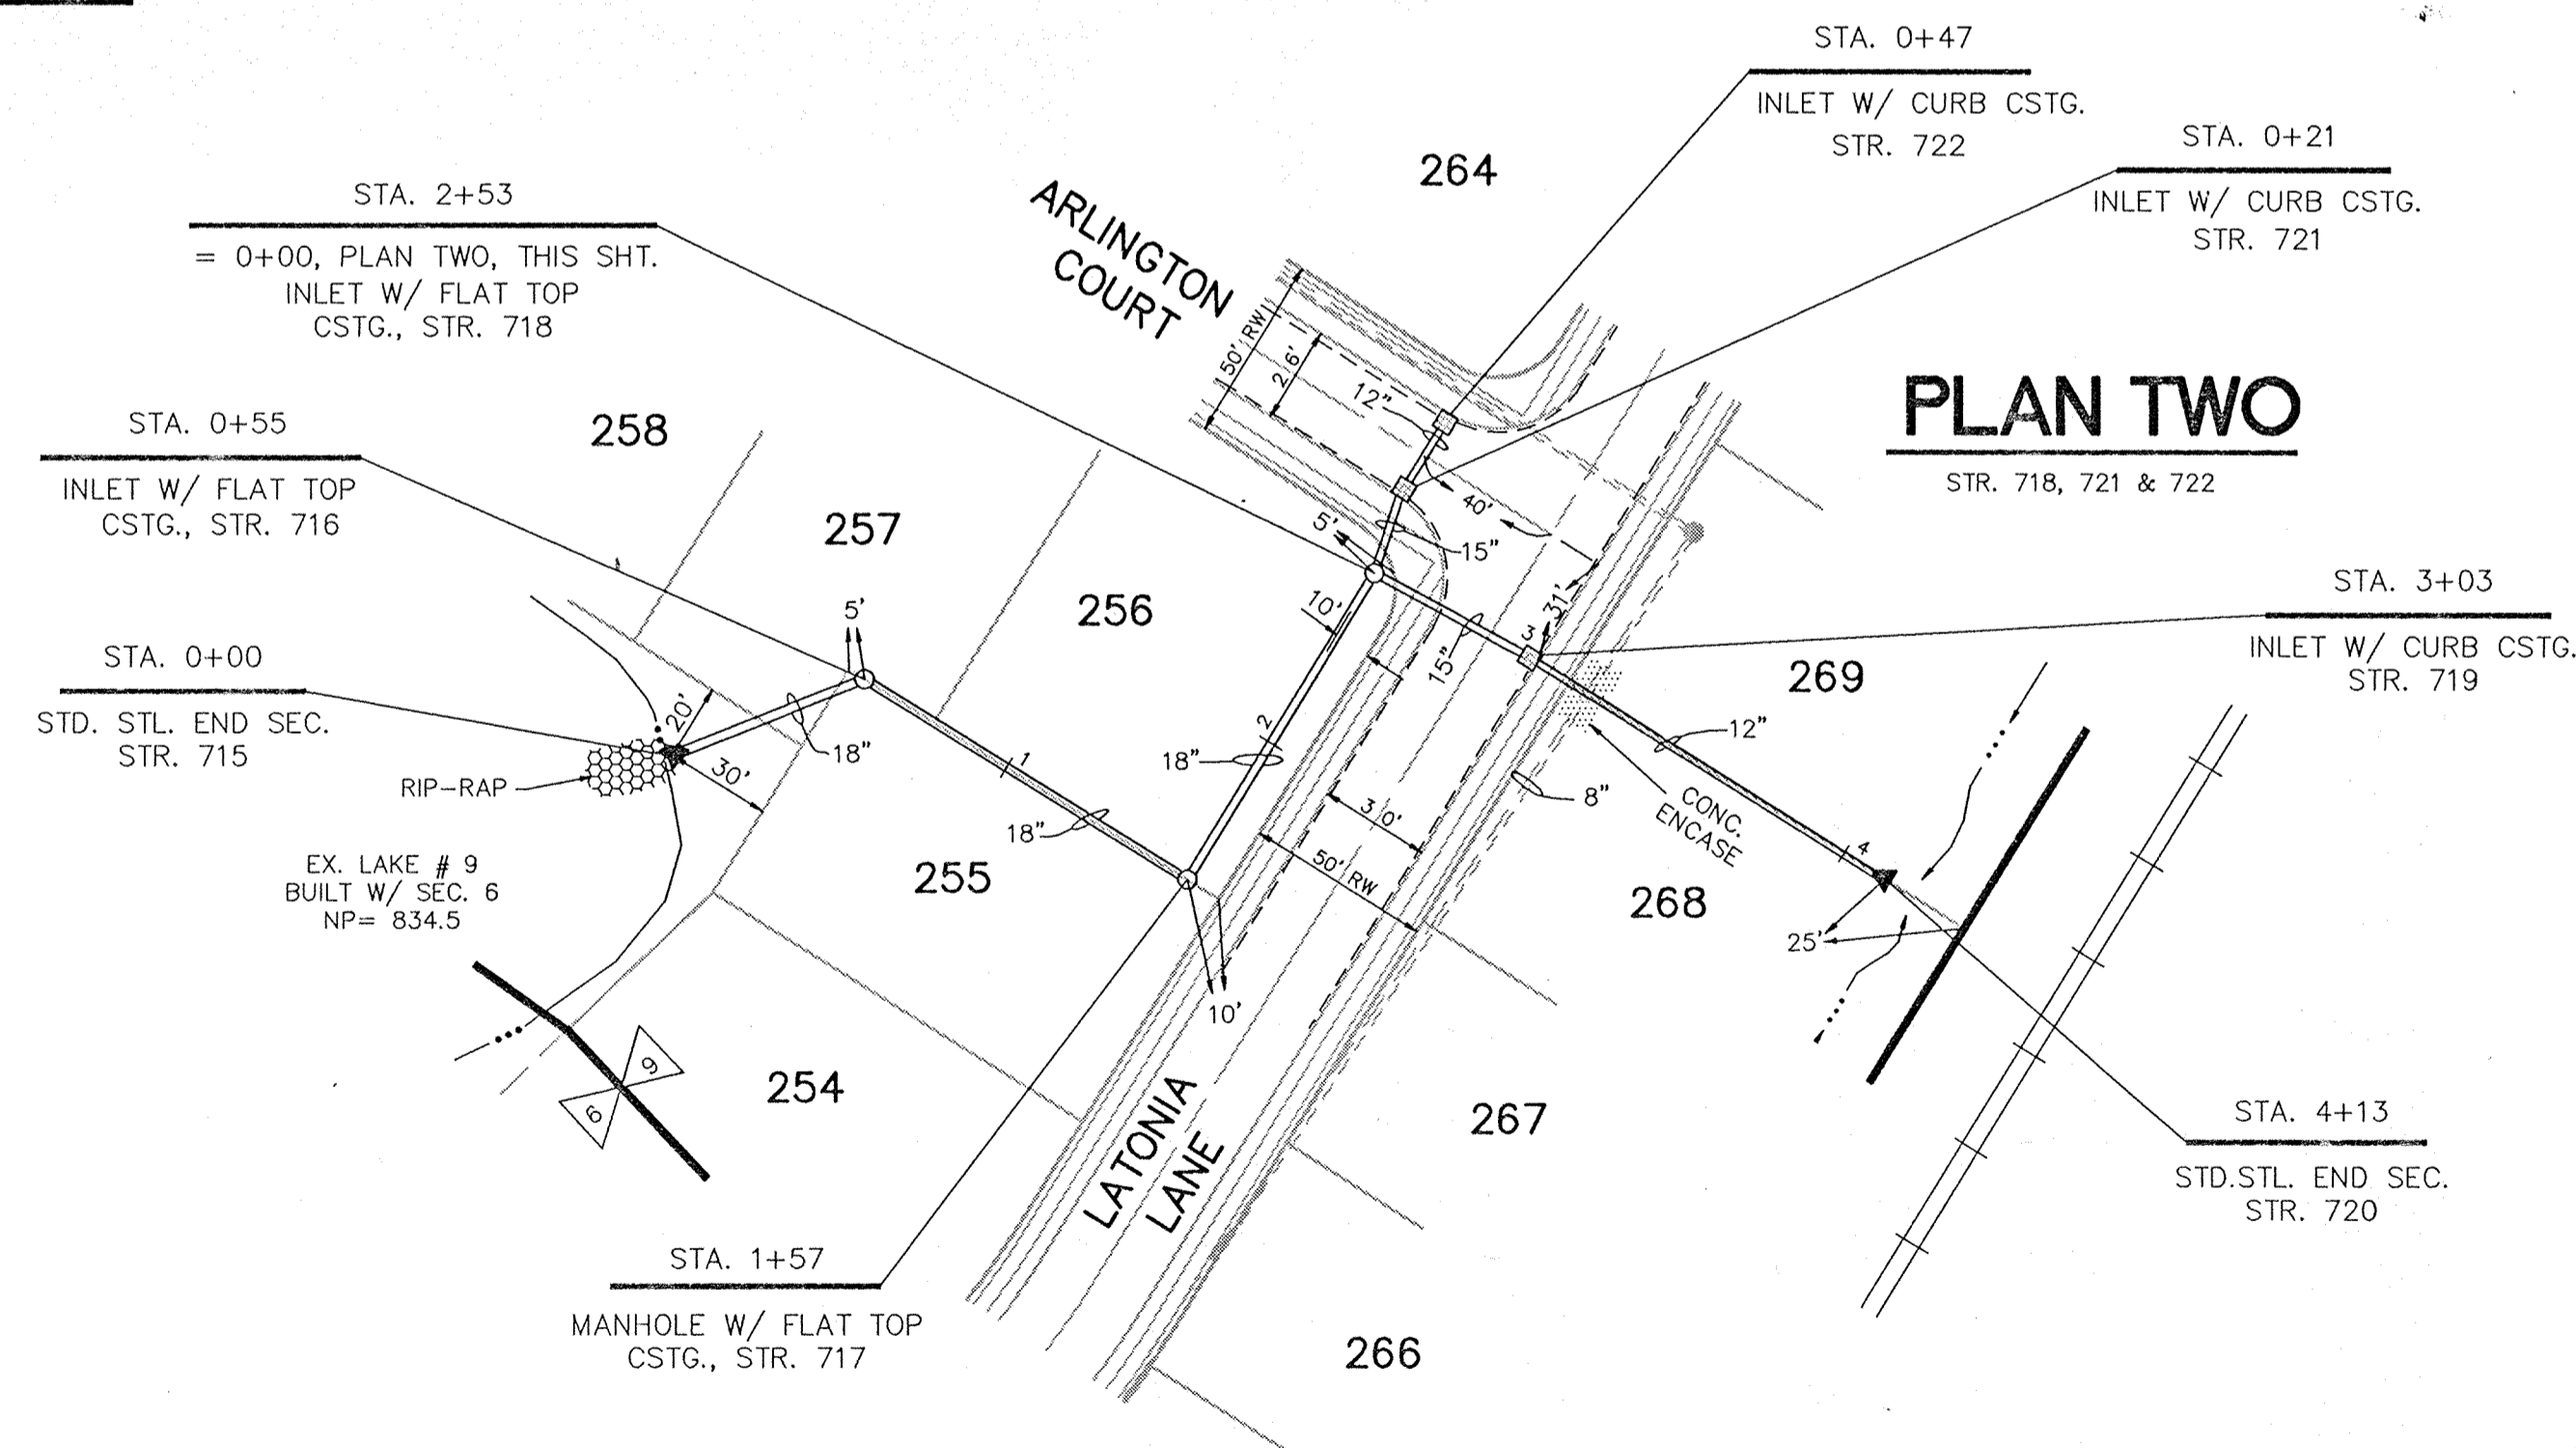 STA. 0+47
INLET W/ CURB CSTG.
STR. 722
STA. 0+21
INLET W/ CURB CSTG.
STR. 721
264
STA. 2+53
= 0+00, PLAN TWO, THIS SHT.
INLET W/ FLAT TOP
CSTG., STR. 718
ARLINGTON
COURT
50' RW
26'
12"
PLAN TWO
STR. 718, 721 & 722
STA. 0+55
INLET W/ FLAT TOP
CSTG., STR. 716
258
257
256
40'
5'
15"
10'
31'
3
15"
STA. 3+03
INLET W/ CURB CSTG.
STR. 719
269
STA. 0+00
STD. STL. END SEC.
STR. 715
5'
20'
18"
30'
RIP-RAP
1
18"
2
18"
12"
8"
CONC.
ENCASE
30'
50' RW
4
EX. LAKE # 9
BUILT W/ SEC. 6
NP= 834.5
255
268
25'
10'
9
6
254
LATONIA
LANE
267
STA. 4+13
STD.STL. END SEC.
STR. 720
STA. 1+57
MANHOLE W/ FLAT TOP
CSTG., STR. 717
266